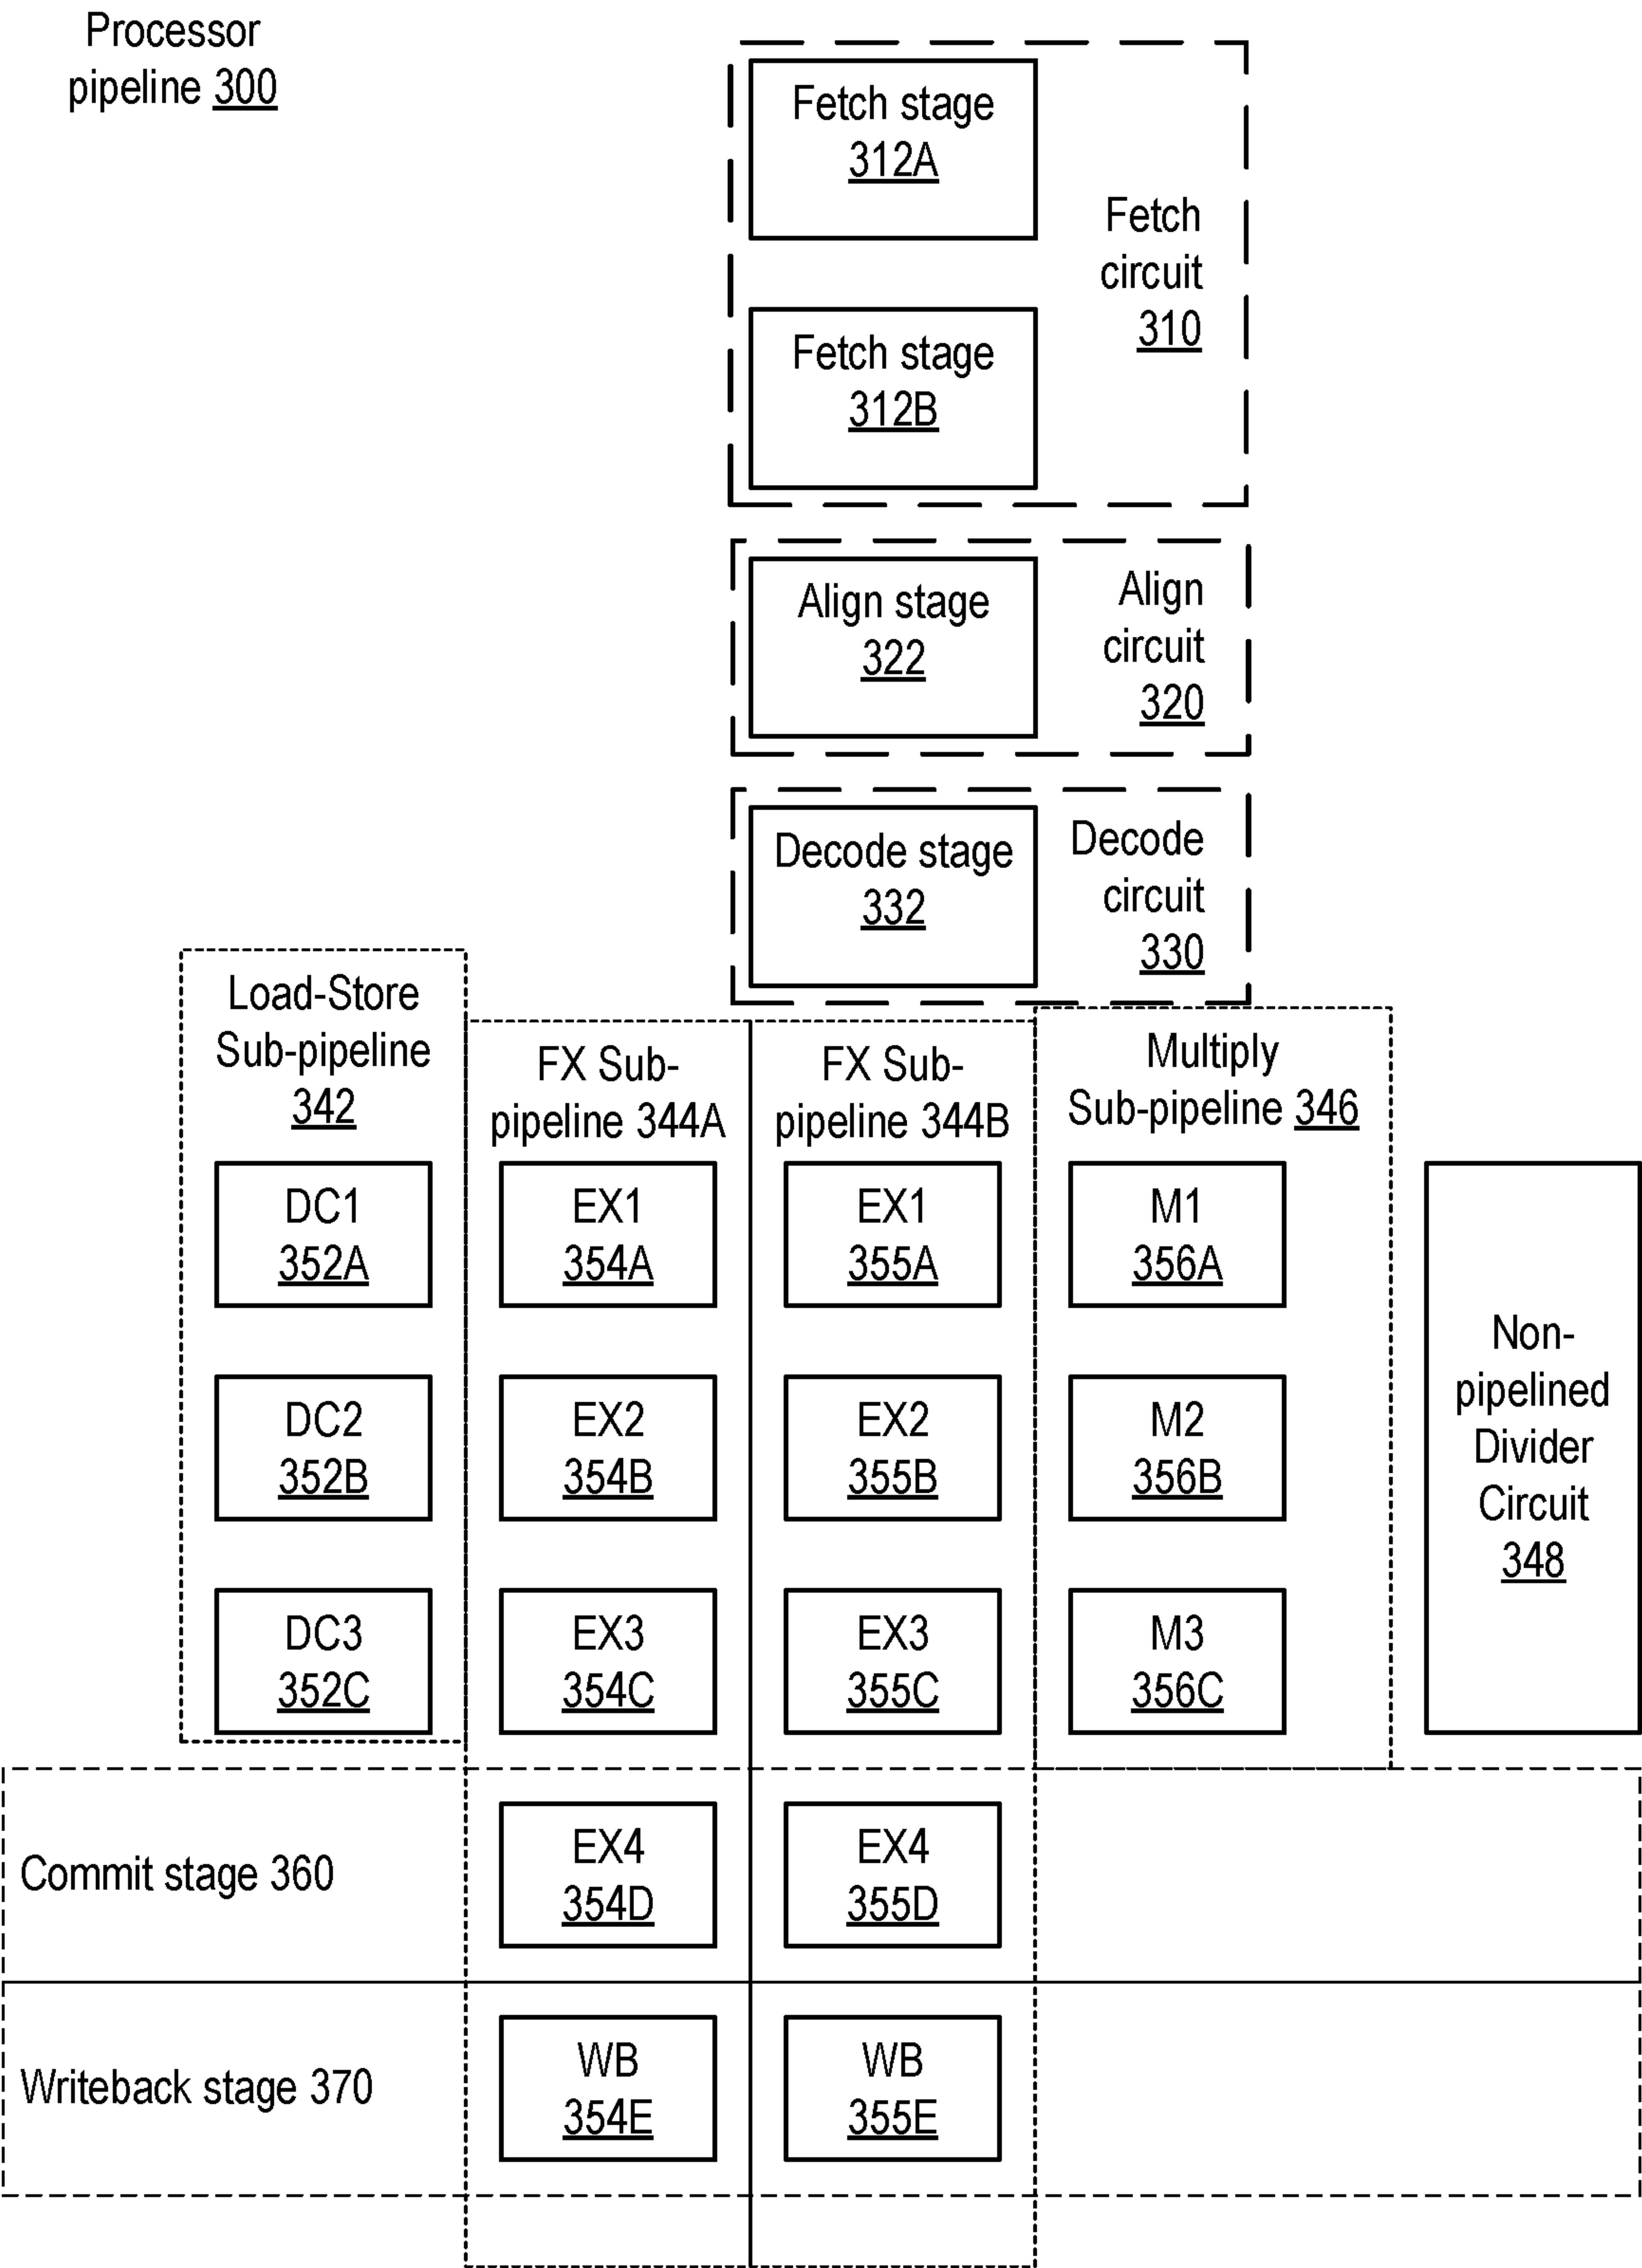 Processor
pipeline 300
Fetch stage
312A
Fetch
circuit
310
Fetch stage
312B
Align stage
322
Align
circuit
320
Decode stage
332
Decode
circuit
330
Load-Store
Sub-pipeline
342
FX Sub-
pipeline 344A
FX Sub-
pipeline 344B
Multiply
Sub-pipeline 346
DC1
352A
EX1
354A
EX1
355A
M1
356A
Non-
pipelined
Divider
Circuit
348
DC2
352B
EX2
354B
EX2
355B
M2
356B
DC3
352C
EX3
354C
EX3
355C
M3
356C
Commit stage 360
EX4
354D
EX4
355D
Writeback stage 370
WB
354E
WB
355E